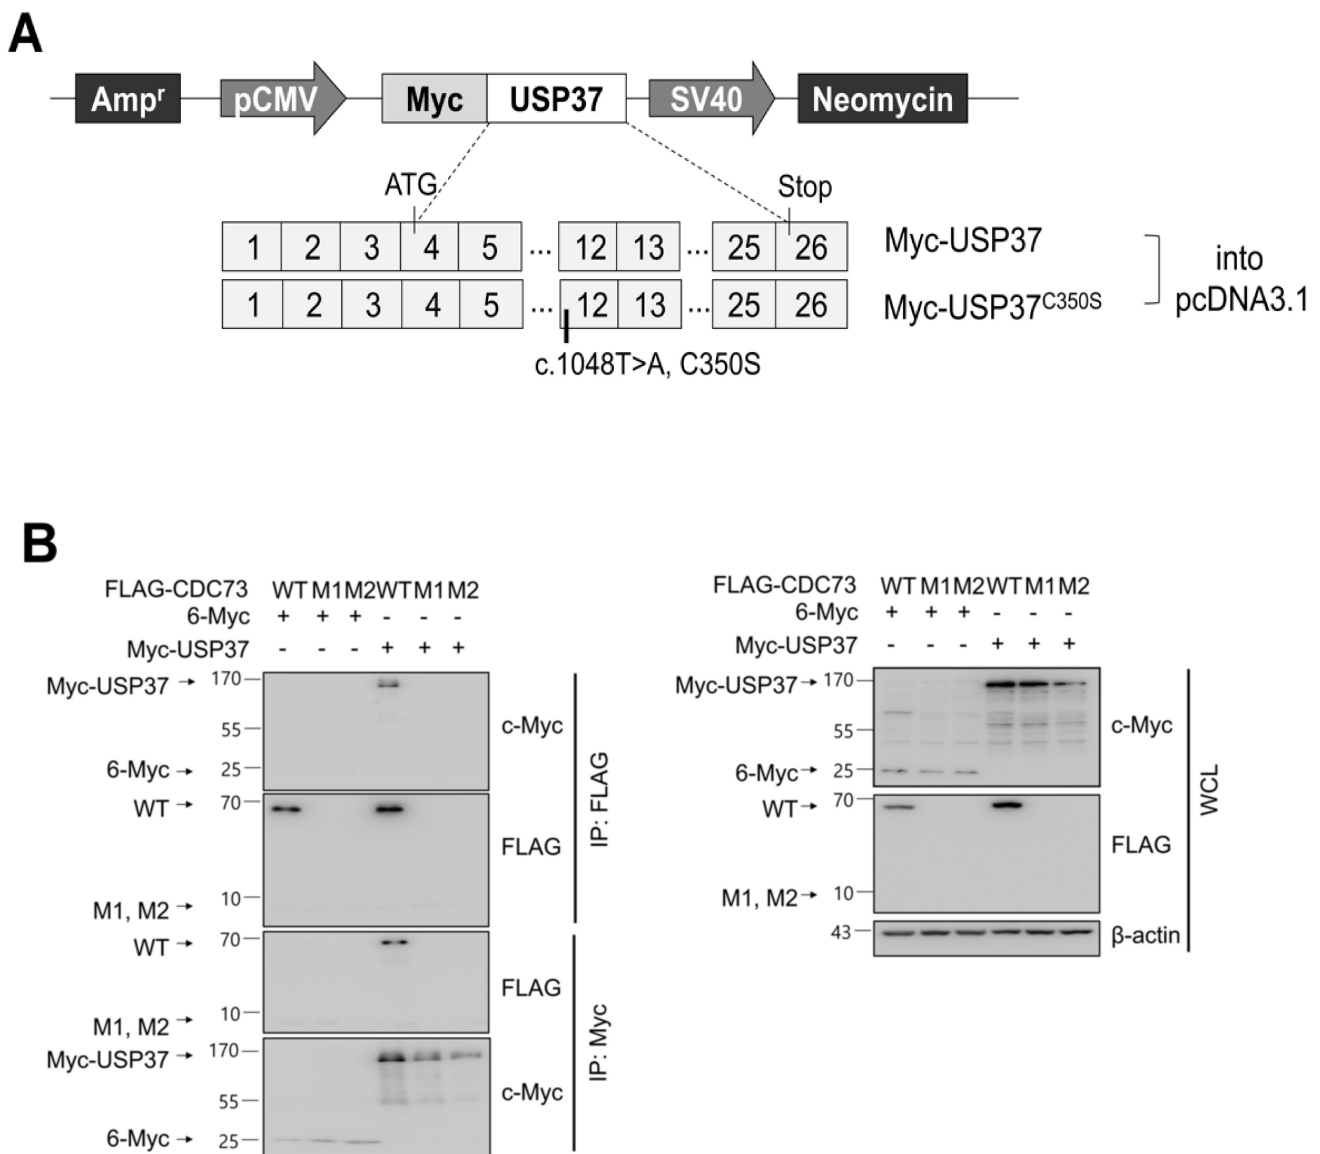 A
Ampʳ pCMV Myc USP37 SV40 Neomycin
ATG Stop
1 2 3 4 5 ... 12 13 ... 25 26 Myc-USP37
1 2 3 4 5 ... 12 13 ... 25 26 Myc-USP37ᶜ³⁵⁰ˢ
into
pcDNA3.1
c.1048T>A, C350S
B
FLAG-CDC73 WT M1 M2 WT M1 M2
6-Myc + + + - - -
Myc-USP37 - - - + + +
Myc-USP37 → 170
55
6-Myc → 25
c-Myc
WT → 70
10
M1, M2 →
FLAG
IP: FLAG
WT → 70
10
M1, M2 →
FLAG
Myc-USP37 → 170
55
6-Myc → 25
c-Myc
IP: Myc
FLAG-CDC73 WT M1 M2 WT M1 M2
6-Myc + + + - - -
Myc-USP37 - - - + + +
Myc-USP37 → 170
55
6-Myc → 25
c-Myc
WT → 70
M1, M2 → 10
FLAG
43
β-actin
WCL